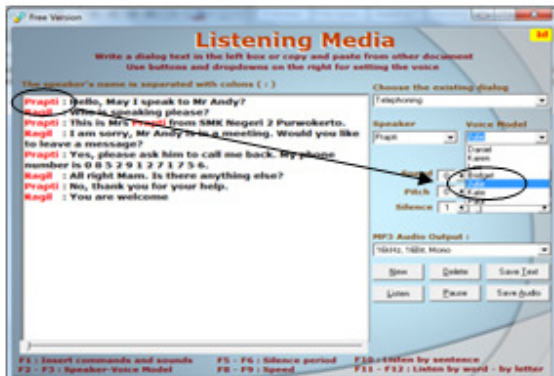 Free Version
Listening Media
id
Write a dialog text in the left box or copy and paste from other document
Use buttons and dropdowns on the right for setting the voice
The speaker's name is separated with colons ( : )
Prapti : Hello, May I speak to Mr Andy?
Ragil : Who is speaking please?
Prapti : This is Mrs Prapti from SMK Negeri 2 Purwokerto.
Ragil : I am sorry, Mr Andy is in a meeting. Would you like
to leave a message?
Prapti : Yes, please ask him to call me back. My phone
number is 0 8 5 2 9 1 2 7 1 7 5 6.
Ragil : All right Mam. Is there anything else?
Prapti : No, thank you for your help.
Ragil : You are welcome
Choose the existing dialog
Telephoning
Speaker
Voice Model
Prapti
Daniel
Karen
Bridget
Kate
Pitch
Silence
1
MP3 Audio Output :
16kHz, 16Bit, Mono
New
Delete
Save Text
Listen
Pause
Save Audio
F1 : Insert commands and sounds
F5 - F6 : Silence period
F10 : Listen by sentence
F2 - F3 : Speaker-Voice Model
F8 - F9 : Speed
F11 - F12 : Listen by word - by letter